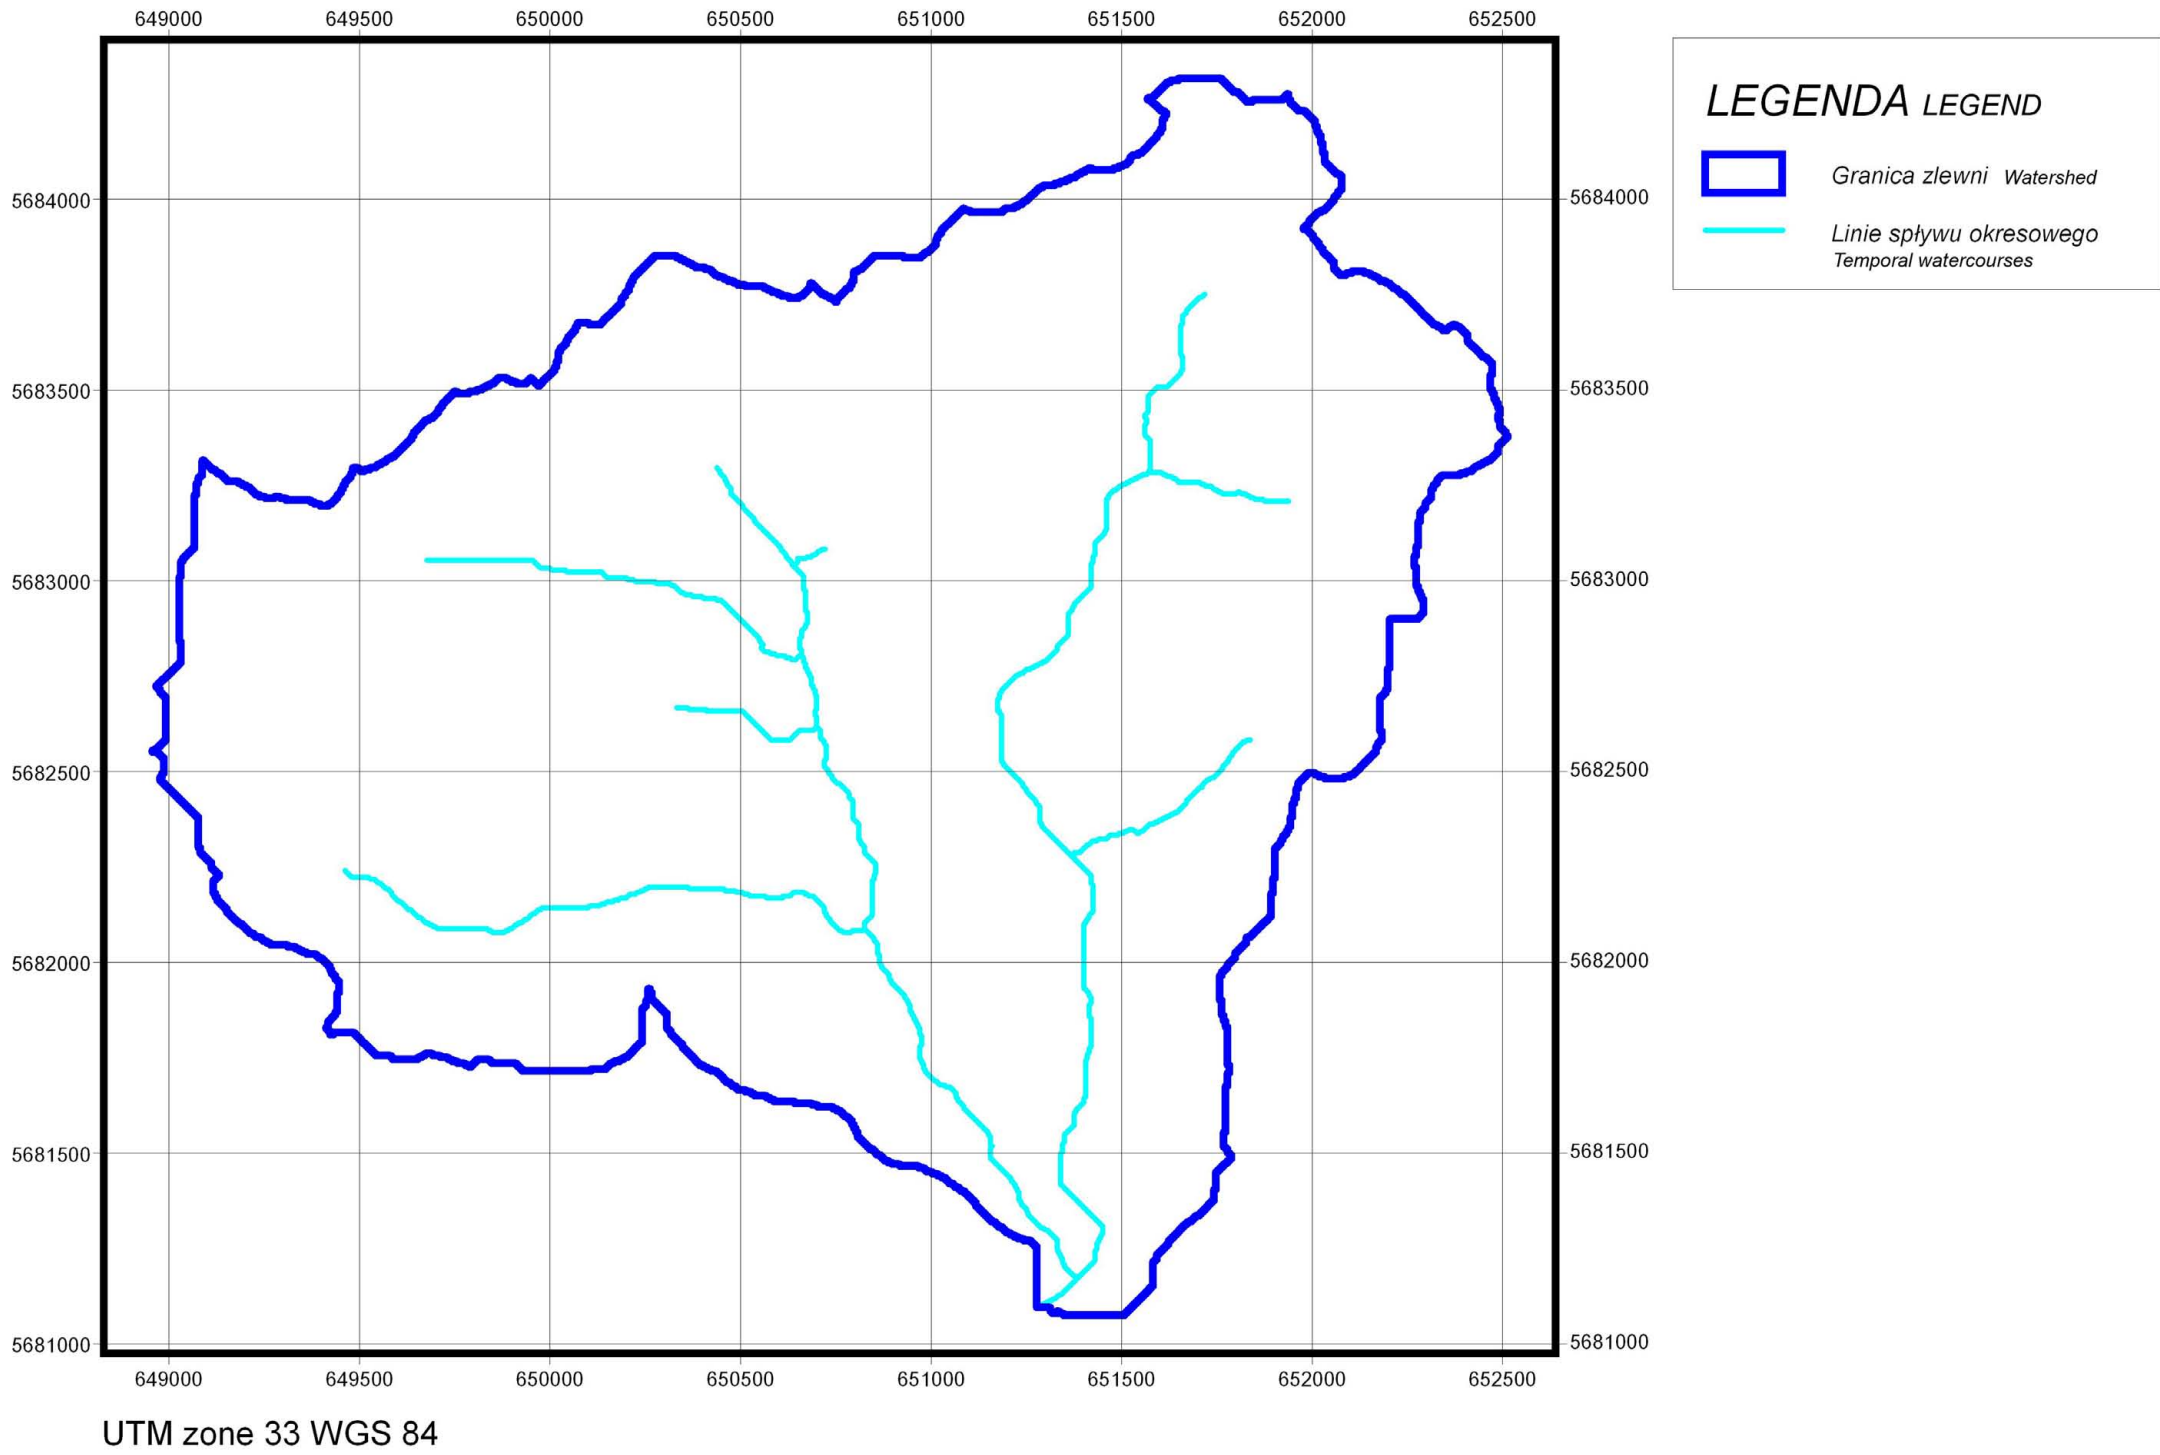 649000 649500 650000 650500 651000 651500 652000 652500
LEGENDA LEGEND
Granica zlewni Watershed
Linie spływu okresowego
Temporal watercourses
5684000 5684000
5683500 5683500
5683000 5683000
5682500 5682500
5682000 5682000
5681500 5681500
5681000 5681000
649000 649500 650000 650500 651000 651500 652000 652500
UTM zone 33 WGS 84